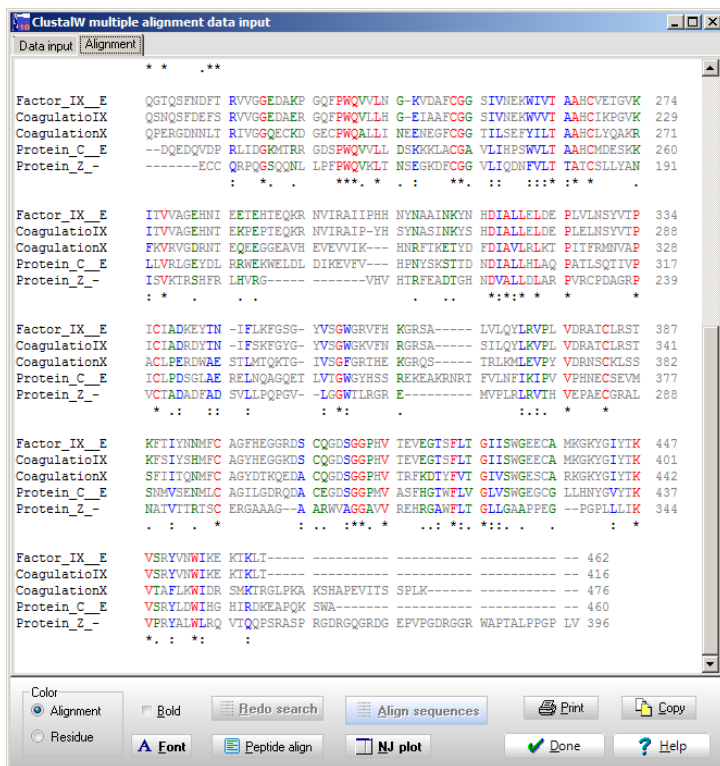 ClustalW multiple alignment data input
Data input Alignment
* * .**
Factor_IX__E QGTQSFNDFT RVVGGEDAKP GQFPWQVVLN G-KVDAFCGG SIVNEKWIVT AAHCVETGVK 274
CoagulatioIX QSNQSFDEFS RVVGGEDAER GQFPWQVLLH G-EIAAFCGG SIVNEKWVVT AAHCIKPGVK 228
CoagulationX QPERGDNNLT RIVGGQECKD GECPWQALLI NEENEGFCGG TILSEFYILT AAHCLYQAKR 271
Protein_C__E --DQEDQVDP RLIDGKMTRR GDSPWQVVLL DSKKKLACGA VLIHPSWVLT AAHCMDESKK 260
Protein_Z_- -------ECC QRPQGSQQNL LPFPWQVKLT NSEGKDFCGG VLIQDNFVLT TATCSLLYAN 191
: *. . ***. * . **. :: :::* :* * .
Factor_IX__E ITVVAGEHNI EETEHTEQKR NVIRAIIPHH NYNAAINKYN HDIALLELDE PLVLNSYVTP 334
CoagulatioIX ITVVAGEHNT EKPEPTEQKR NVIRAIP-YH SYNASINKYS HDIALLELDE PLELNSYVTP 288
CoagulationX FKVRVGDRNT EQEEGGEAVH EVEVVIK--- HNRFTKETYD FDIAVLRLKT PITFRMNVAP 328
Protein_C__E LLVRLGEYDL RRWEKWELDL DIKEVFV--- HPNYSKSTTD NDIALLHLAQ PATLSQTIVP 317
Protein_Z_- ISVKTRSHFR LHVRG------ -------VHV HTRFEADTGH NDVALLDLAR PVRCPDAGRP 239
: * . . . . . *:*:* * * *
Factor_IX__E ICIADKEYTN -IFLKFGSG- YVSGWGRVFH KGRSA----- LVLQYLRVPL VDRATCLRST 387
CoagulatioIX ICIADRDYTN -IFSKFGYG- YVSGWGKVFN RGRSA----- SILQYLKVPL VDRATCLRST 341
CoagulationX ACLPERDWAE STLMTQKTG- IVSGFGRTHE KGRQS----- TRLKMLEVPY VDRNSCKLSS 382
Protein_C__E ICLPDSGLAE RELNQAGQET LVTGWGYHSS REKEAKRNRT FVLNFIKIPV VPHNECSEVM 377
Protein_Z_- VCTADADFAD SVLLPQPGV- -LGGWTLRGR E--------- MVPLRLRVTH VEPAECGRAL 288
* .: :: : : *: . :.:. * *
Factor_IX__E KFTIYNNMFC AGFHEGGRDS CQGDSGGPHV TEVEGTSFLT GIISWGEECA MKGKYGIYTK 447
CoagulatioIX KFSIYSHMFC AGYHEGGKDS CQGDSGGPHV TEVEGTSFLT GIISWGEECA MKGKYGIYTK 401
CoagulationX SFIITQNMFC AGYDTKQEDA CQGDSGGPHV TRFKDTYFVT GIVSWGESCA RKGKYGIYTK 442
Protein_C__E SNMVSENMLC AGILGDRQDA CEGDSGGPMV ASFHGTWFLV GLVSWGEGCG LLHNYGVYTK 437
Protein_Z_- NATVTTRTSC ERGAAAG--A ARWVAGGAVV REHRGAWFLT GLLGAAPPEG --PGPLLLIK 344
. : . * : .. :**. * ..: *:. *::. . : *
Factor_IX__E VSRYVNWIKE KTKLT----- ---------- ---------- ---------- -- 462
CoagulatioIX VSRYVNWIKE KTKLT----- ---------- ---------- ---------- -- 416
CoagulationX VTAFLKWIDR SMKTRGLPKA KSHAPEVITS SPLK------ ---------- -- 476
Protein_C__E VSRYLDWIHG HIRDKEAPQK SWA------- ---------- ---------- -- 460
Protein_Z_- VPRYALWLRQ VTQQPSRASP RGDRGQGRDG EPVPGDRGGR WAPTALPPGP LV 396
*. : *: :
Color
Alignment
Residue
Bold
Redo search
Align sequences
Print
Copy
A Font
Peptide align
NJ plot
Done
Help